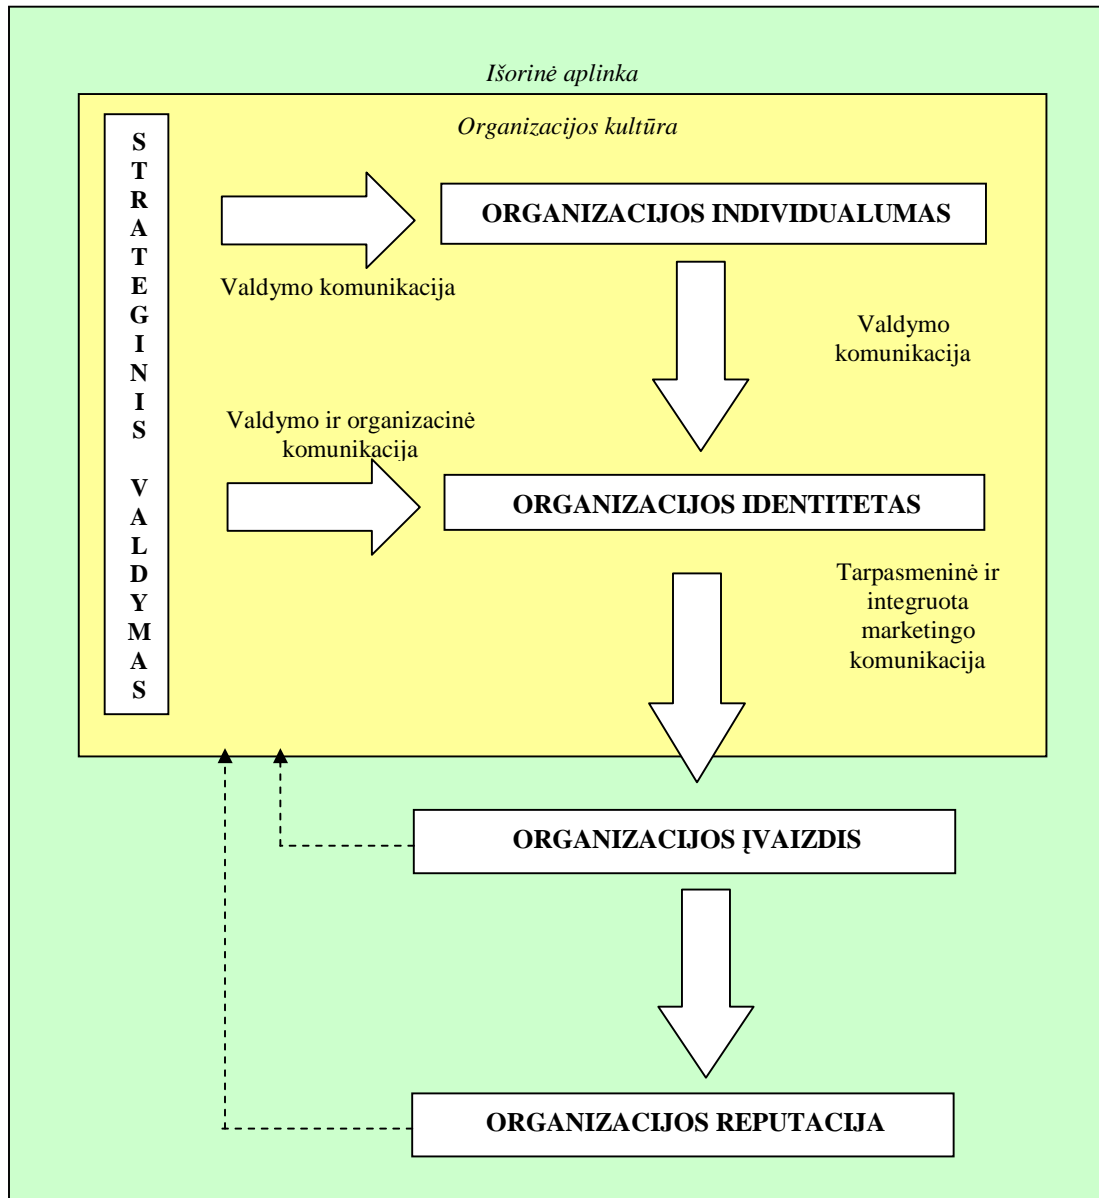 Išorinė aplinka
Organizacijos kultūra
S
T
R
A
T
E
G
I
N
I
S
V
A
L
D
Y
M
A
S
ORGANIZACIJOS INDIVIDUALUMAS
Valdymo komunikacija
Valdymo
komunikacija
Valdymo ir organizacinė
komunikacija
ORGANIZACIJOS IDENTITETAS
Tarpasmeninė ir
integruota
marketingo
komunikacija
ORGANIZACIJOS ĮVAIZDIS
ORGANIZACIJOS REPUTACIJA